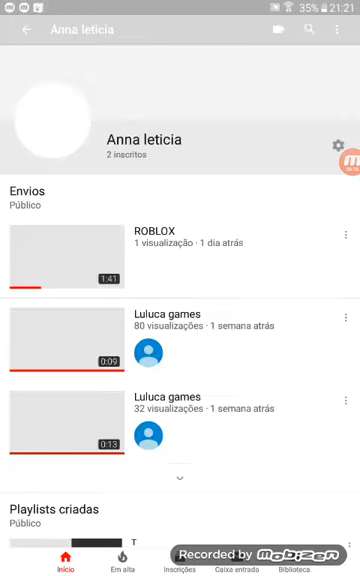 35% 21:21
Anna leticia
Anna leticia
2 inscritos
Envios
Público
ROBLOX
1 visualização · 1 dia atrás
1:41
Luluca games
80 visualizações · 1 semana atrás
0:09
Luluca games
32 visualizações · 1 semana atrás
0:13
Playlists criadas
Público
T
Recorded by mobizen
Início
Em alta
Inscrições
Caixa entrada
Biblioteca